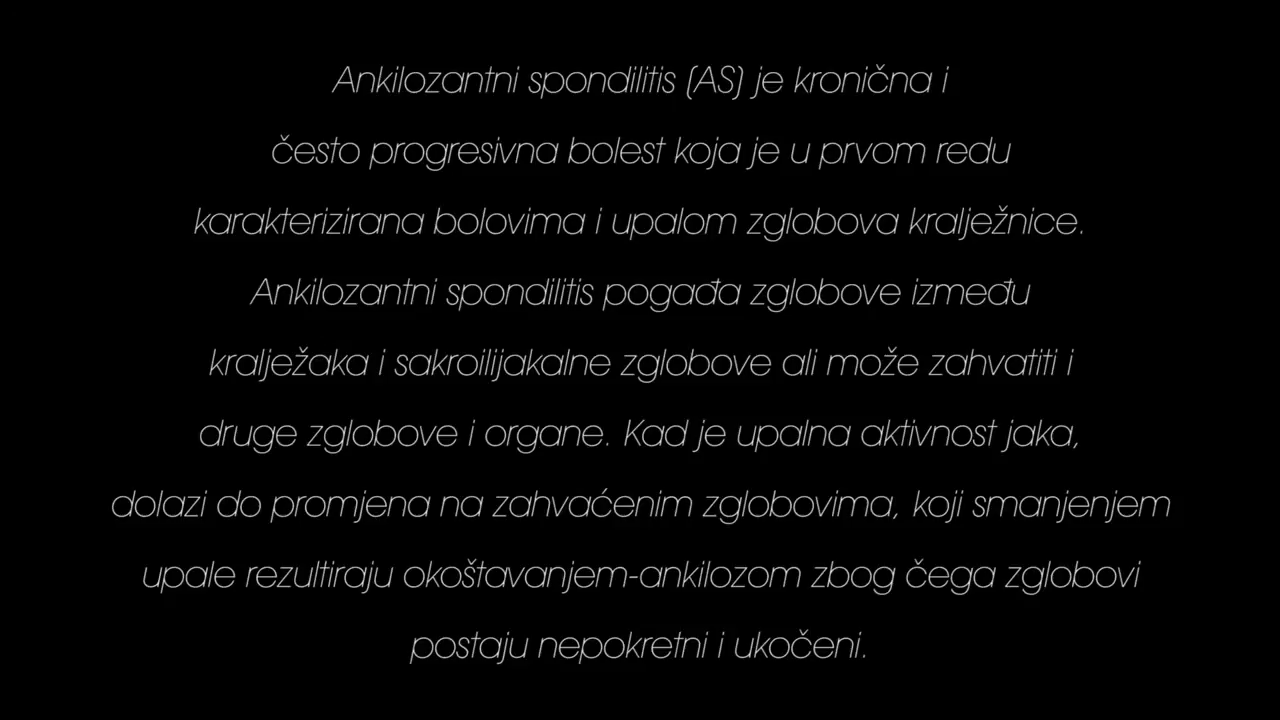 Ankilozantni spondilitis (AS) je kronična i
često progresivna bolest koja je u prvom redu
karakterizirana bolovima i upalom zglobova kralježnice.
Ankilozantni spondilitis pogađa zglobove između
kralježaka i sakroilijakalne zglobove ali može zahvatiti i
druge zglobove i organe. Kad je upalna aktivnost jaka,
dolazi do promjena na zahvaćenim zglobovima, koji smanjenjem
upale rezultiraju okoštavanjem-ankilozom zbog čega zglobovi
postaju nepokretni i ukočeni.